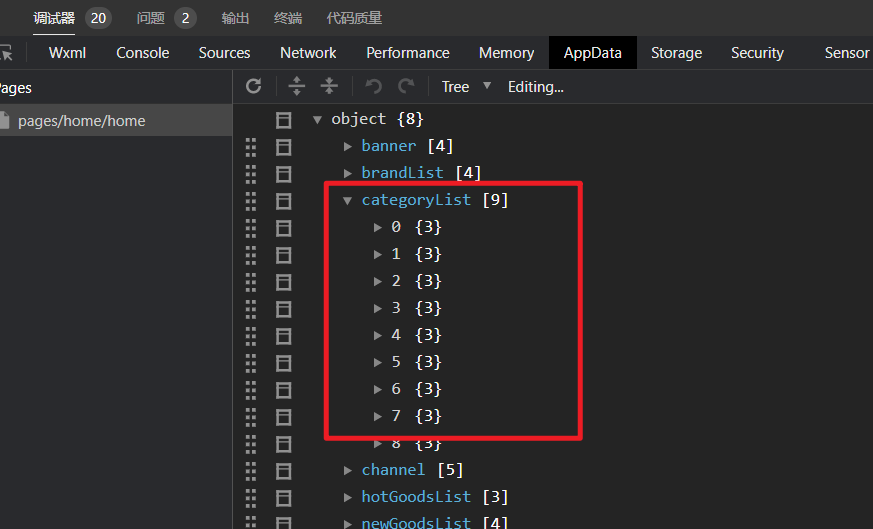 调试器 20 问题 2 输出 终端 代码质量
Wxml Console Sources Network Performance Memory AppData Storage Security Sensor
ages
Tree Editing...
pages/home/home
object {8}
banner [4]
brandList [4]
categoryList [9]
0 {3}
1 {3}
2 {3}
3 {3}
4 {3}
5 {3}
6 {3}
7 {3}
8 {3}
channel [5]
hotGoodsList [3]
newGoodsList [4]